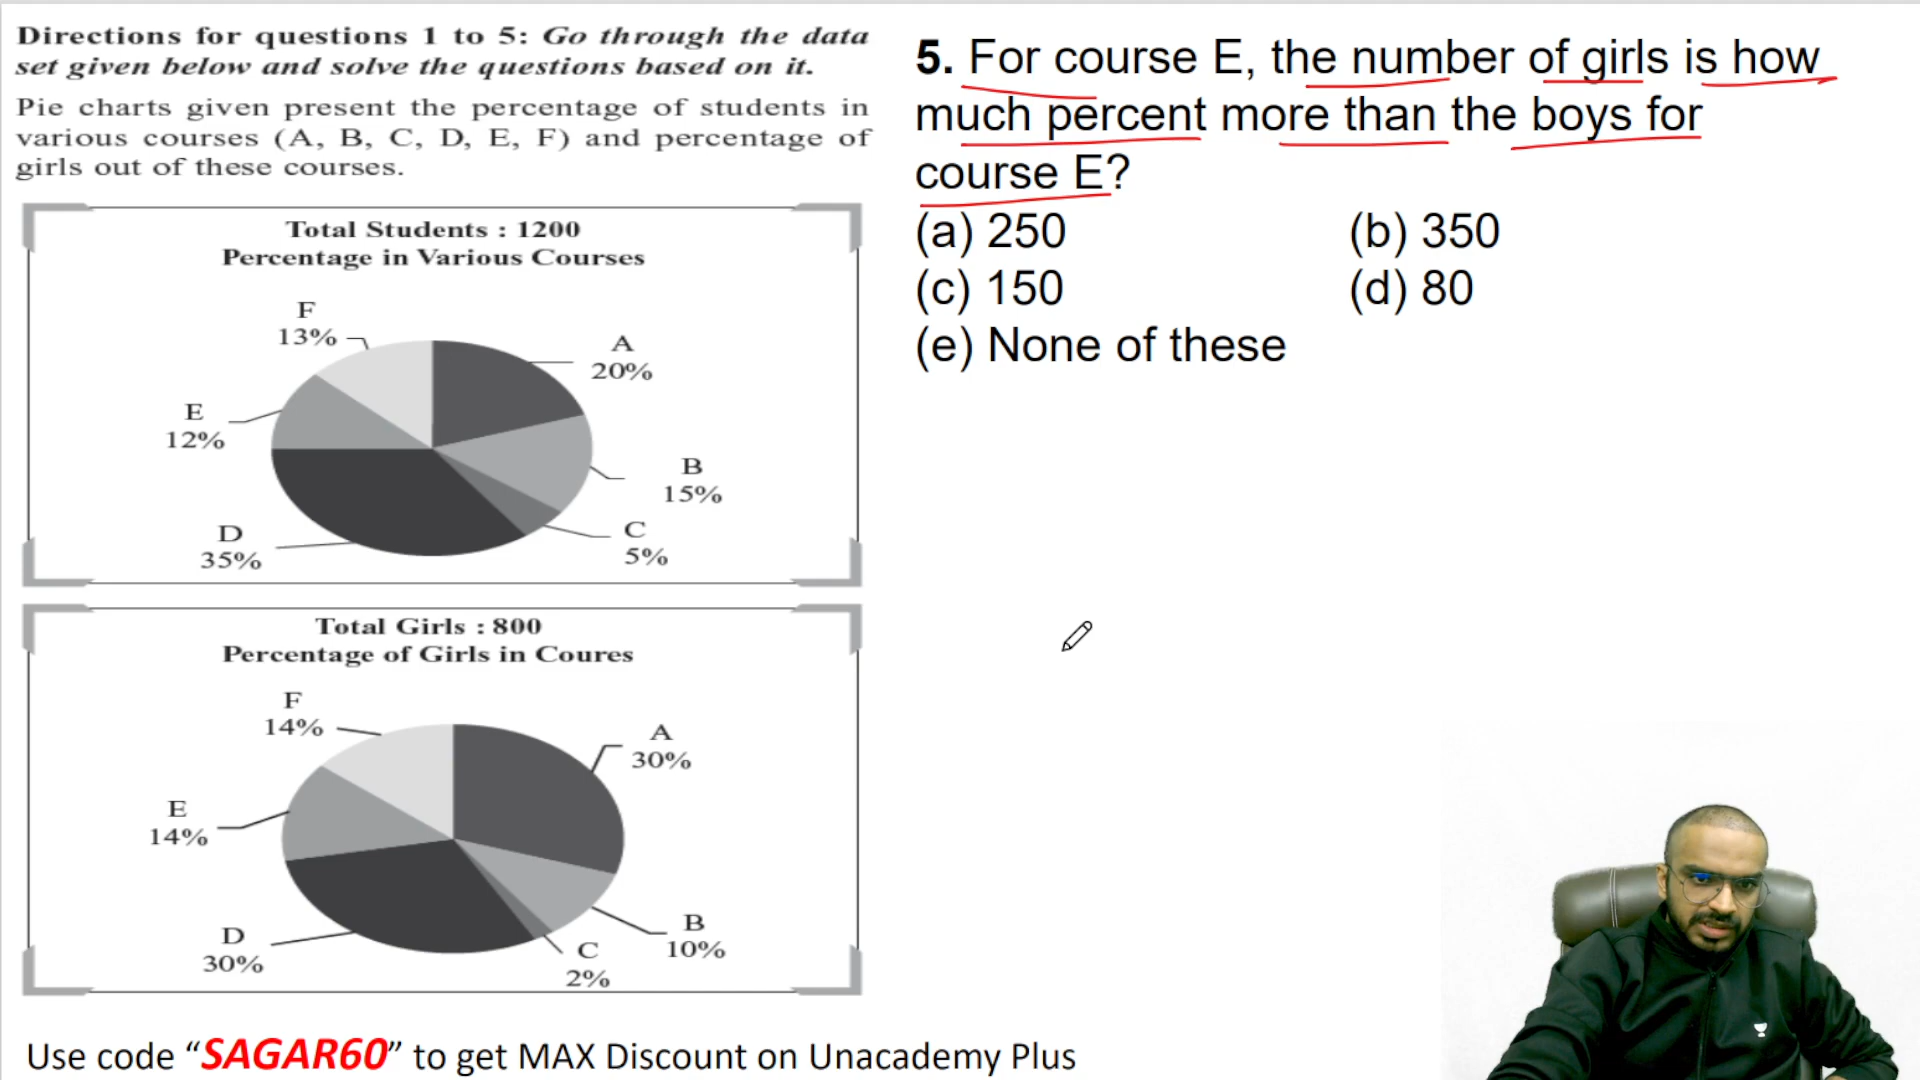 Directions for questions 1 to 5: Go through the data
set given below and solve the questions based on it.
Pie charts given present the percentage of students in
various courses (A, B, C, D, E, F) and percentage of
girls out of these courses.
Total Students : 1200
Percentage in Various Courses
F
13%
A
20%
E
12%
B
15%
D
35%
C
5%
Total Girls : 800
Percentage of Girls in Coures
F
14%
A
30%
E
14%
B
10%
D
30%
C
2%
5. For course E, the number of girls is how
much percent more than the boys for
course E?
(a) 250 (b) 350
(c) 150 (d) 80
(e) None of these
Use code “SAGAR60” to get MAX Discount on Unacademy Plus